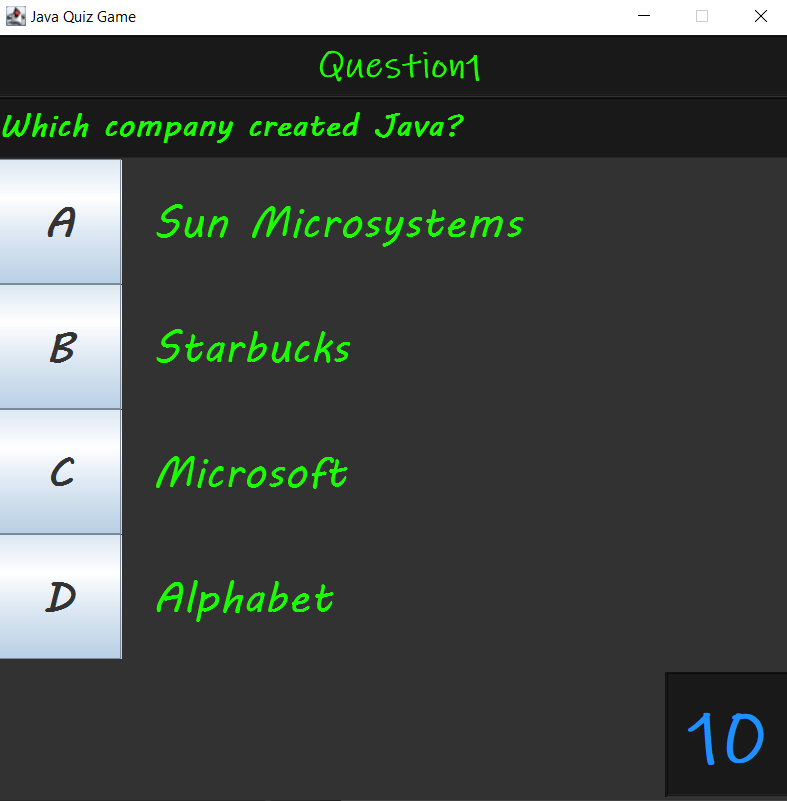 Java Quiz Game
Question1
Which company created Java?
A Sun Microsystems
B Starbucks
C Microsoft
D Alphabet
10